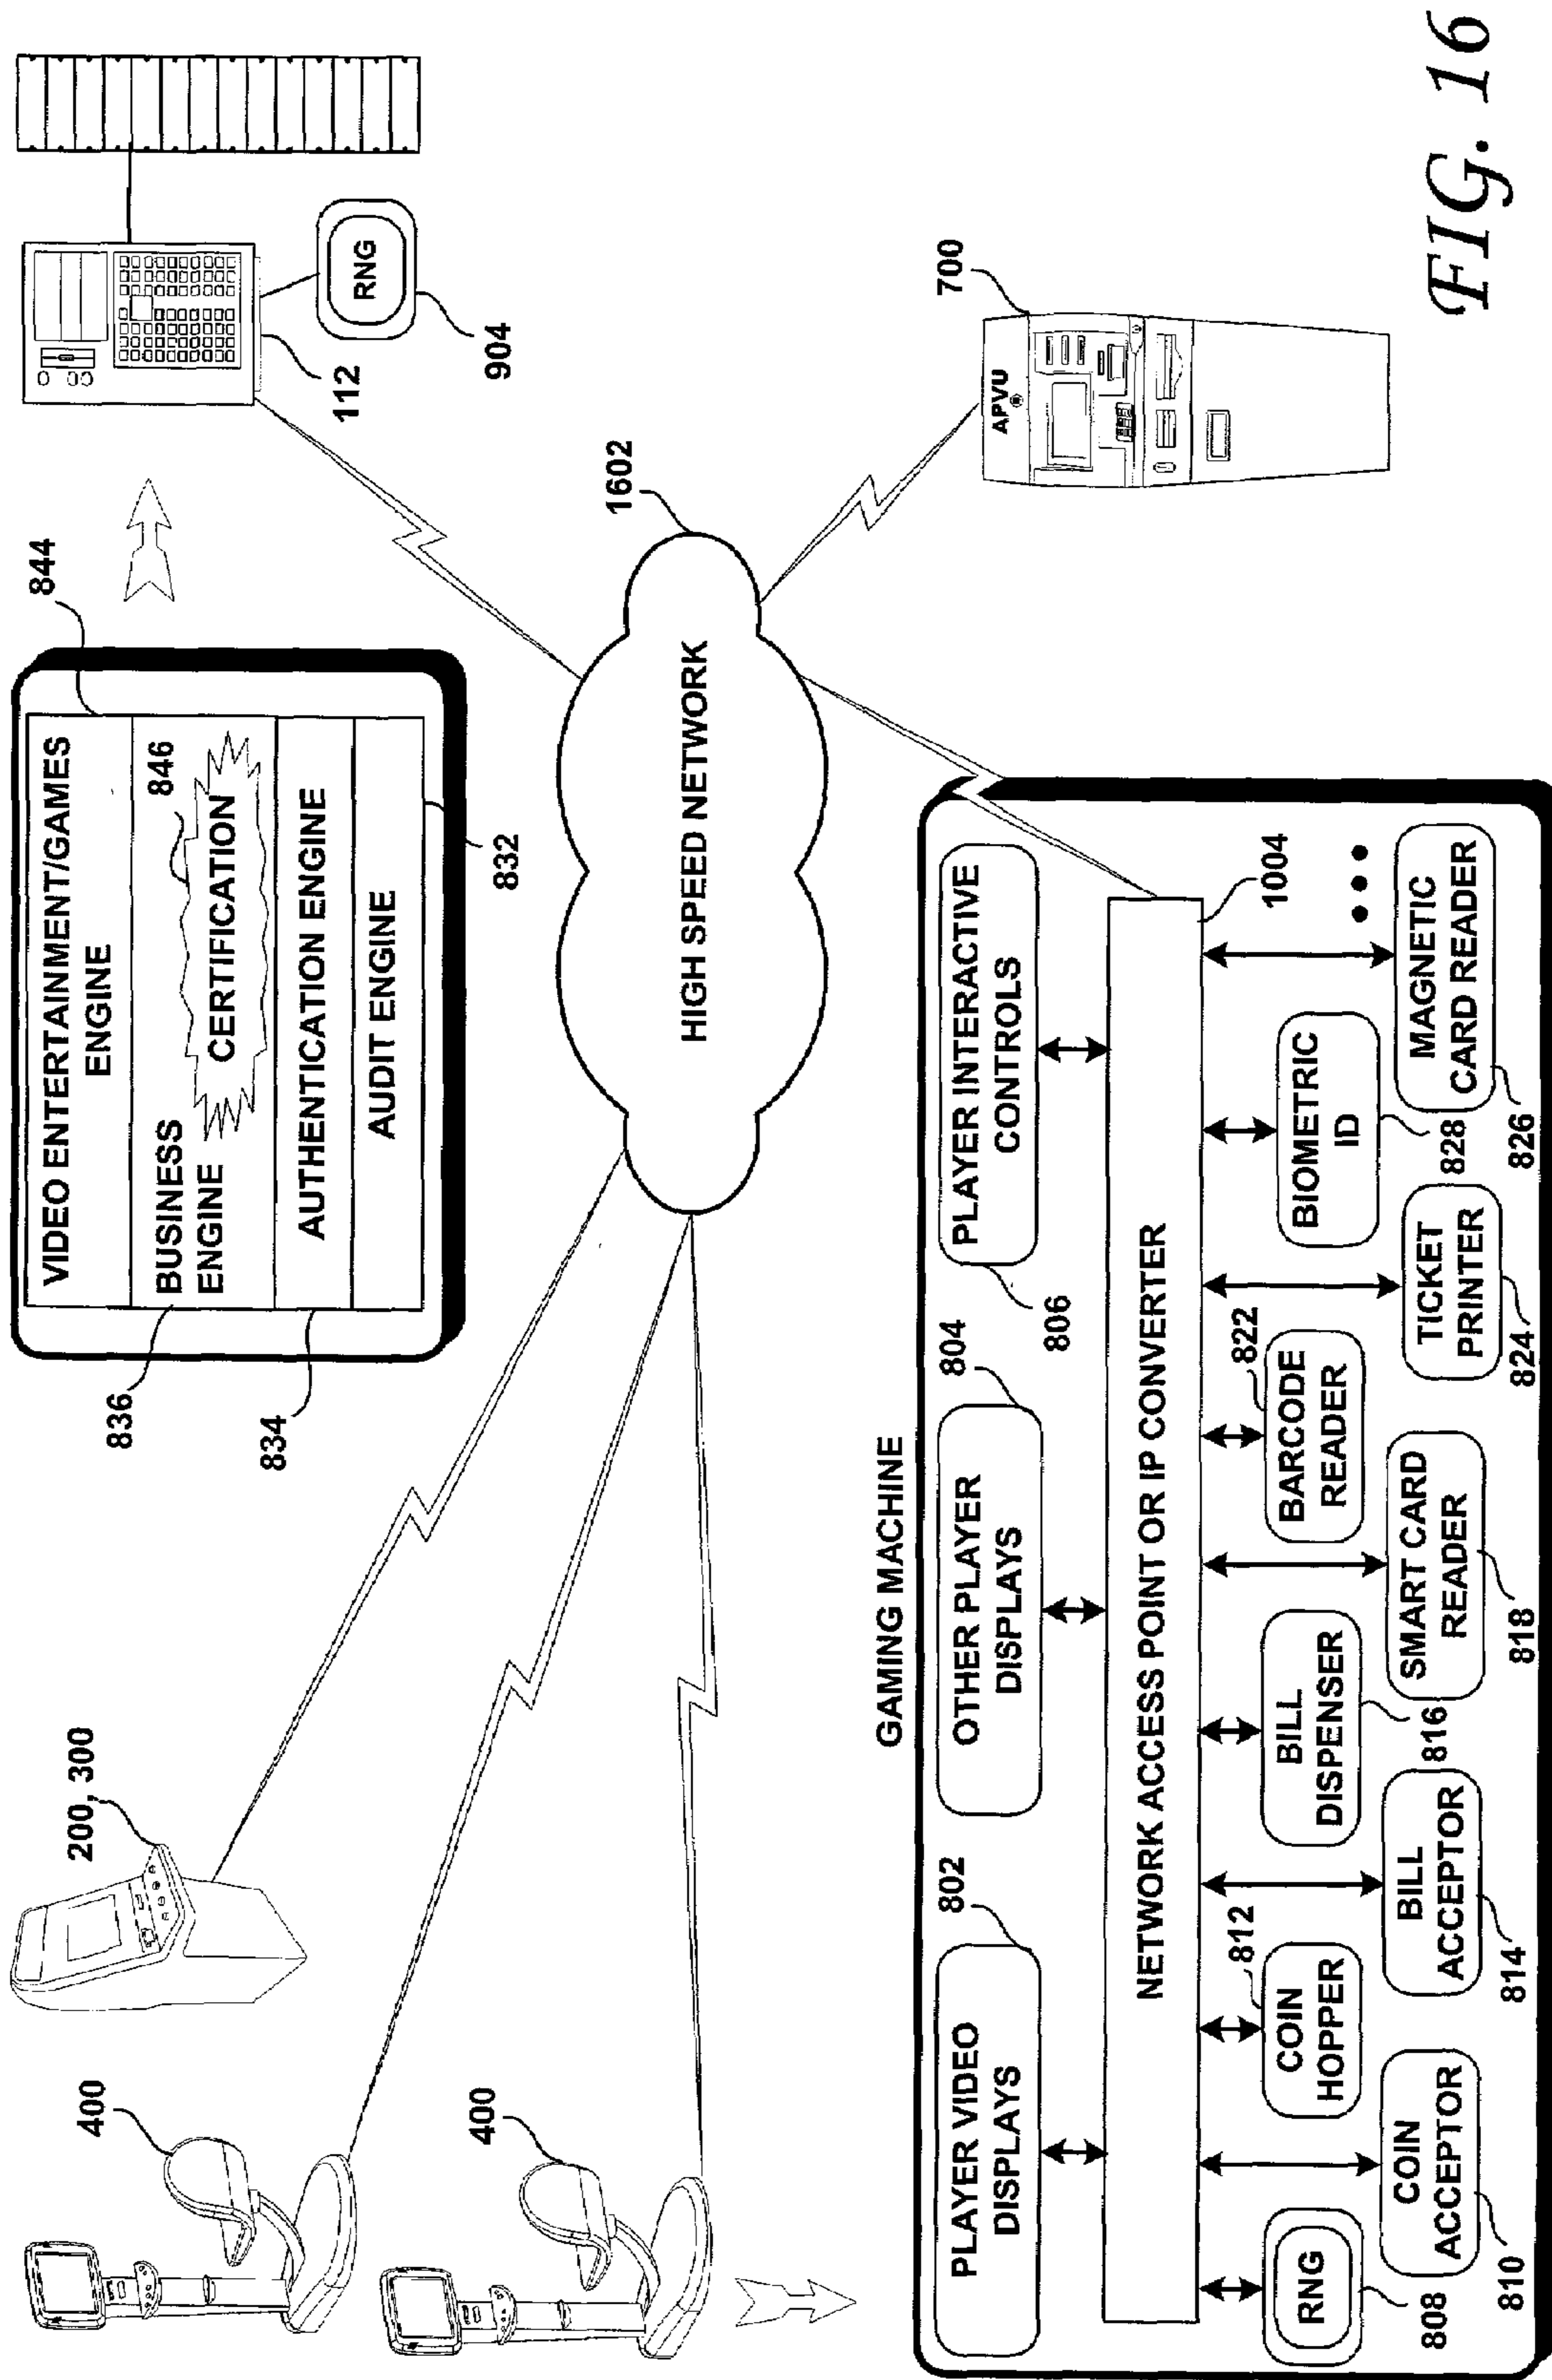 200, 300
400
400
844
VIDEO ENTERTAINMENT/GAMES
ENGINE
836
BUSINESS
ENGINE
846
CERTIFICATION
834
AUTHENTICATION ENGINE
AUDIT ENGINE
832
112
RNG
904
1602
HIGH SPEED NETWORK
700
APVU
GAMING MACHINE
802
PLAYER VIDEO
DISPLAYS
804
OTHER PLAYER
DISPLAYS
PLAYER INTERACTIVE
CONTROLS
806
NETWORK ACCESS POINT OR IP CONVERTER
1004
RNG
808
COIN
ACCEPTOR
810
COIN
HOPPER
812
BILL
ACCEPTOR
814
BILL
DISPENSER
816
SMART CARD
READER
818
BARCODE
READER
822
TICKET
PRINTER
824
BIOMETRIC
ID
828
MAGNETIC
CARD READER
826
FIG. 16